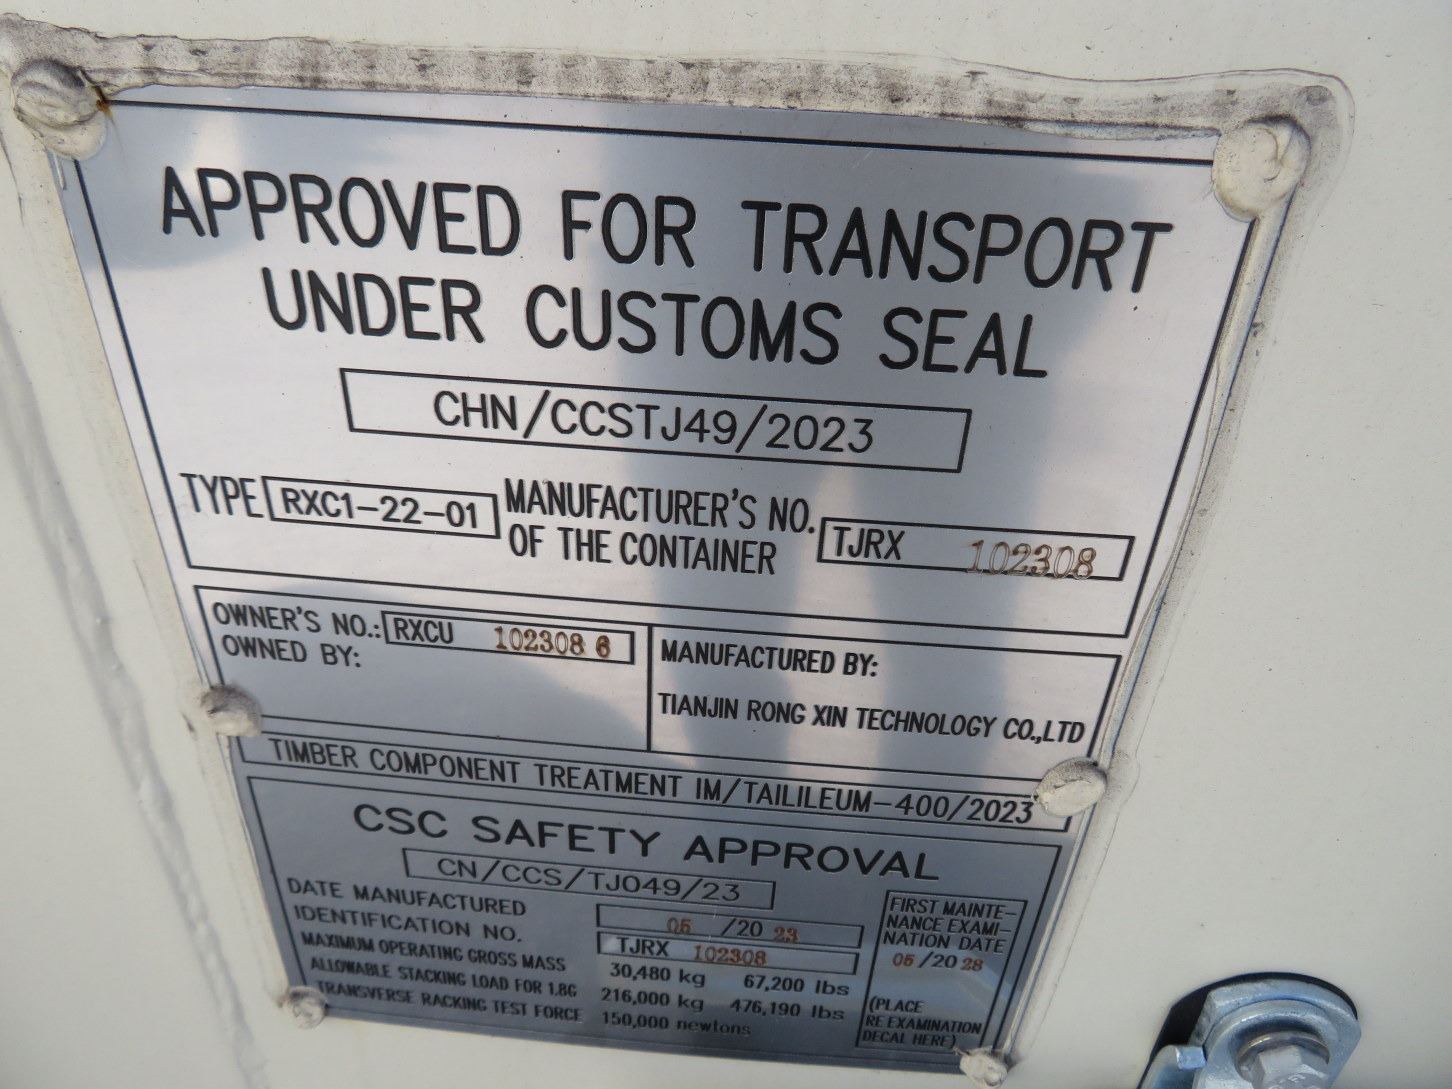 APPROVED FOR TRANSPORT
UNDER CUSTOMS SEAL
CHN/CCSTJ49/2023
TYPE RXC1-22-01 MANUFACTURER'S NO. OF THE CONTAINER TJRX 102308
OWNER'S NO.: RXCU 102308 6
OWNED BY:
MANUFACTURED BY:
TIANJIN RONG XIN TECHNOLOGY CO.,LTD
TIMBER COMPONENT TREATMENT IM/TAILILEUM-400/2023
CSC SAFETY APPROVAL
CN/CCS/TJ049/23
DATE MANUFACTURED 05 /20 23
IDENTIFICATION NO. TJRX 102308
MAXIMUM OPERATING GROSS MASS 30,480 kg 67,200 lbs
ALLOWABLE STACKING LOAD FOR 1.8G 216,000 kg 476,190 lbs
TRANSVERSE RACKING TEST FORCE 150,000 newtons
FIRST MAINTE-
NANCE EXAMI-
NATION DATE
05 /20 28
(PLACE
RE EXAMINATION
DECAL HERE)